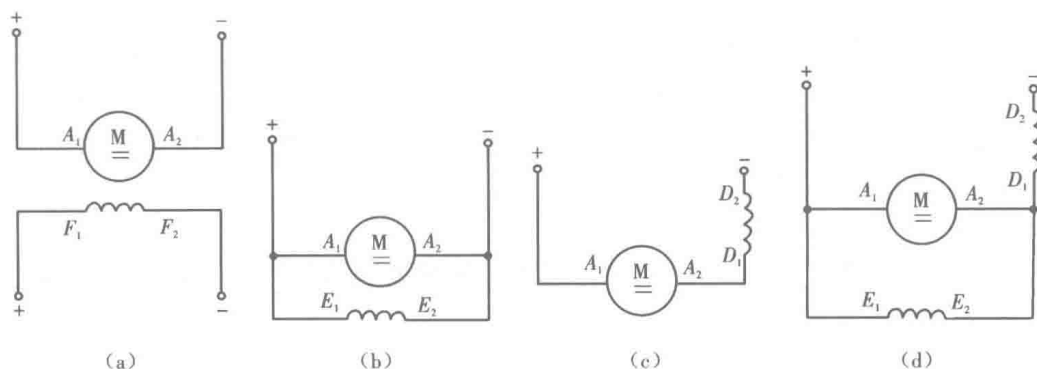 + −
A₁ M A₂
F₁ F₂
+ −
(a)
+ −
A₁ M A₂
E₁ E₂
(b)
+ −
D₂
D₁
A₁ M A₂
(c)
+ −
D₂
D₁
A₁ M A₂
E₁ E₂
(d)